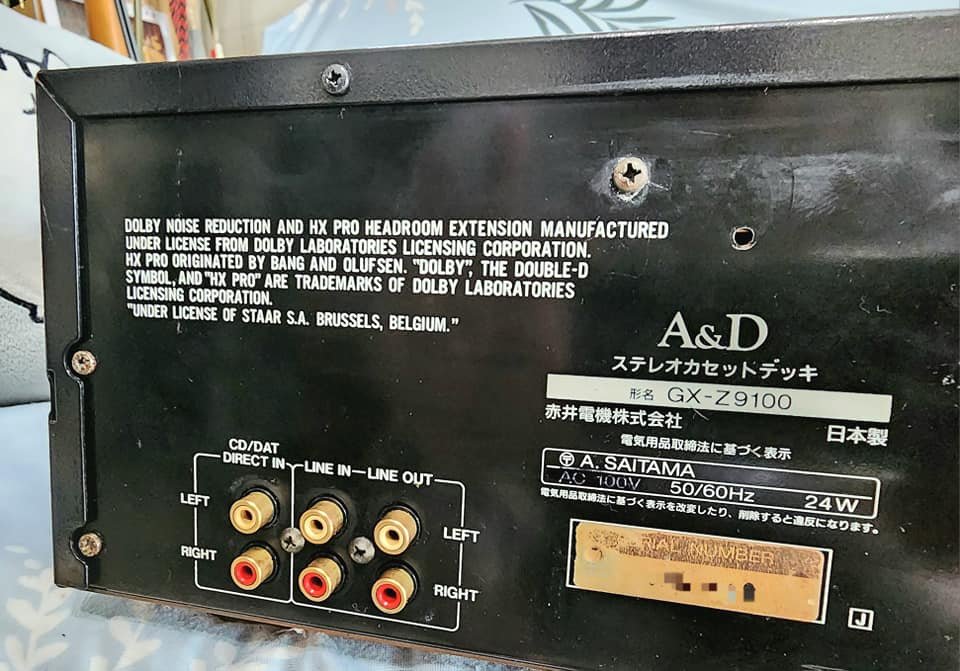 DOLBY NOISE REDUCTION AND HX PRO HEADROOM EXTENSION MANUFACTURED
UNDER LICENSE FROM DOLBY LABORATORIES LICENSING CORPORATION.
HX PRO ORIGINATED BY BANG AND OLUFSEN. "DOLBY", THE DOUBLE-D
SYMBOL, AND "HX PRO" ARE TRADEMARKS OF DOLBY LABORATORIES
LICENSING CORPORATION.
"UNDER LICENSE OF STAAR S.A. BRUSSELS, BELGIUM."
A&D
ステレオカセットデッキ
形名 GX-Z9100
赤井電機株式会社
日本製
電気用品取締法に基づく表示
〒 A. SAITAMA
AC 100V 50/60Hz 24W
電気用品取締法に基づく表示を改変したり、削除すると違反になります。
RIAL NUMBER
J
CD/DAT
DIRECT IN
LINE IN
LINE OUT
LEFT
LEFT
RIGHT
RIGHT